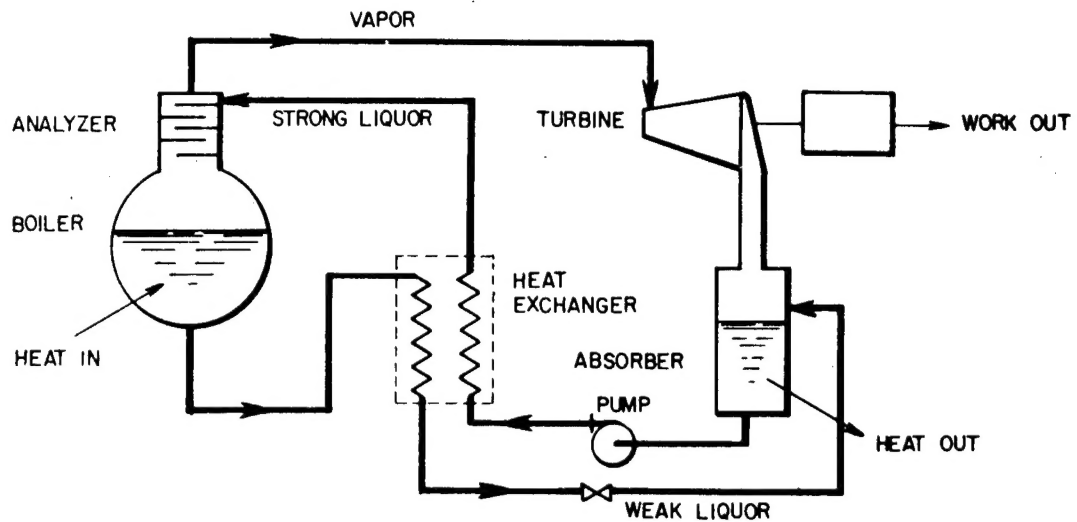 VAPOR
ANALYZER
STRONG LIQUOR
TURBINE
WORK OUT
BOILER
HEAT
EXCHANGER
HEAT IN
ABSORBER
PUMP
HEAT OUT
WEAK LIQUOR